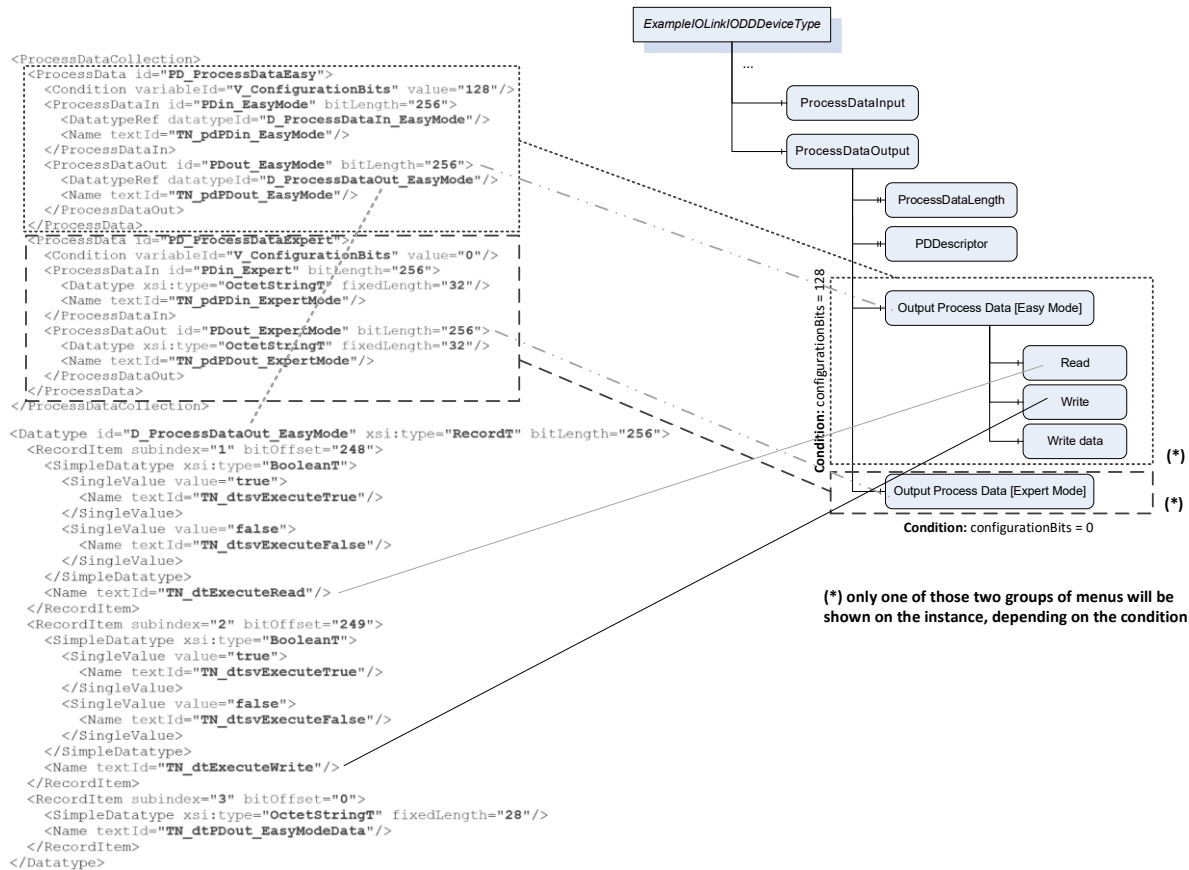 ExampleIOLinkIODDDeviceType
...
ProcessDataInput
ProcessDataOutput
ProcessDataLength
PDDescriptor
Condition: configurationBits = 128
Output Process Data [Easy Mode]
Read
Write
Write data
(*)
Output Process Data [Expert Mode]
(*)
Condition: configurationBits = 0
(*) only one of those two groups of menus will be
shown on the instance, depending on the condition
<ProcessDataCollection>
<ProcessData id="PD_ProcessDataEasy">
<Condition variableId="V_ConfigurationBits" value="128"/>
<ProcessDataIn id="PDin_EasyMode" bitLength="256">
<DatatypeRef datatypeId="D_ProcessDataIn_EasyMode"/>
<Name textId="TN_pdPDin_EasyMode"/>
</ProcessDataIn>
<ProcessDataOut id="PDout_EasyMode" bitLength="256">
<DatatypeRef datatypeId="D_ProcessDataOut_EasyMode"/>
<Name textId="TN_pdPDout_EasyMode"/>
</ProcessDataOut>
</ProcessData>
<ProcessData id="PD_ProcessDataExpert">
<Condition variableId="V_ConfigurationBits" value="0"/>
<ProcessDataIn id="PDin_Expert" bitLength="256">
<Datatype xsi:type="OctetStringT" fixedLength="32"/>
<Name textId="TN_pdPDin_ExpertMode"/>
</ProcessDataIn>
<ProcessDataOut id="PDout_ExpertMode" bitLength="256">
<Datatype xsi:type="OctetStringT" fixedLength="32"/>
<Name textId="TN_pdPDout_ExpertMode"/>
</ProcessDataOut>
</ProcessData>
</ProcessDataCollection>
<Datatype id="D_ProcessDataOut_EasyMode" xsi:type="RecordT" bitLength="256">
<RecordItem subindex="1" bitOffset="248">
<SimpleDatatype xsi:type="BooleanT">
<SingleValue value="true">
<Name textId="TN_dtsvExecuteTrue"/>
</SingleValue>
<SingleValue value="false">
<Name textId="TN_dtsvExecuteFalse"/>
</SingleValue>
</SimpleDatatype>
<Name textId="TN_dtExecuteRead"/>
</RecordItem>
<RecordItem subindex="2" bitOffset="249">
<SimpleDatatype xsi:type="BooleanT">
<SingleValue value="true">
<Name textId="TN_dtsvExecuteTrue"/>
</SingleValue>
<SingleValue value="false">
<Name textId="TN_dtsvExecuteFalse"/>
</SingleValue>
</SimpleDatatype>
<Name textId="TN_dtExecuteWrite"/>
</RecordItem>
<RecordItem subindex="3" bitOffset="0">
<SimpleDatatype xsi:type="OctetStringT" fixedLength="28"/>
<Name textId="TN_dtPDout_EasyModeData"/>
</RecordItem>
</Datatype>